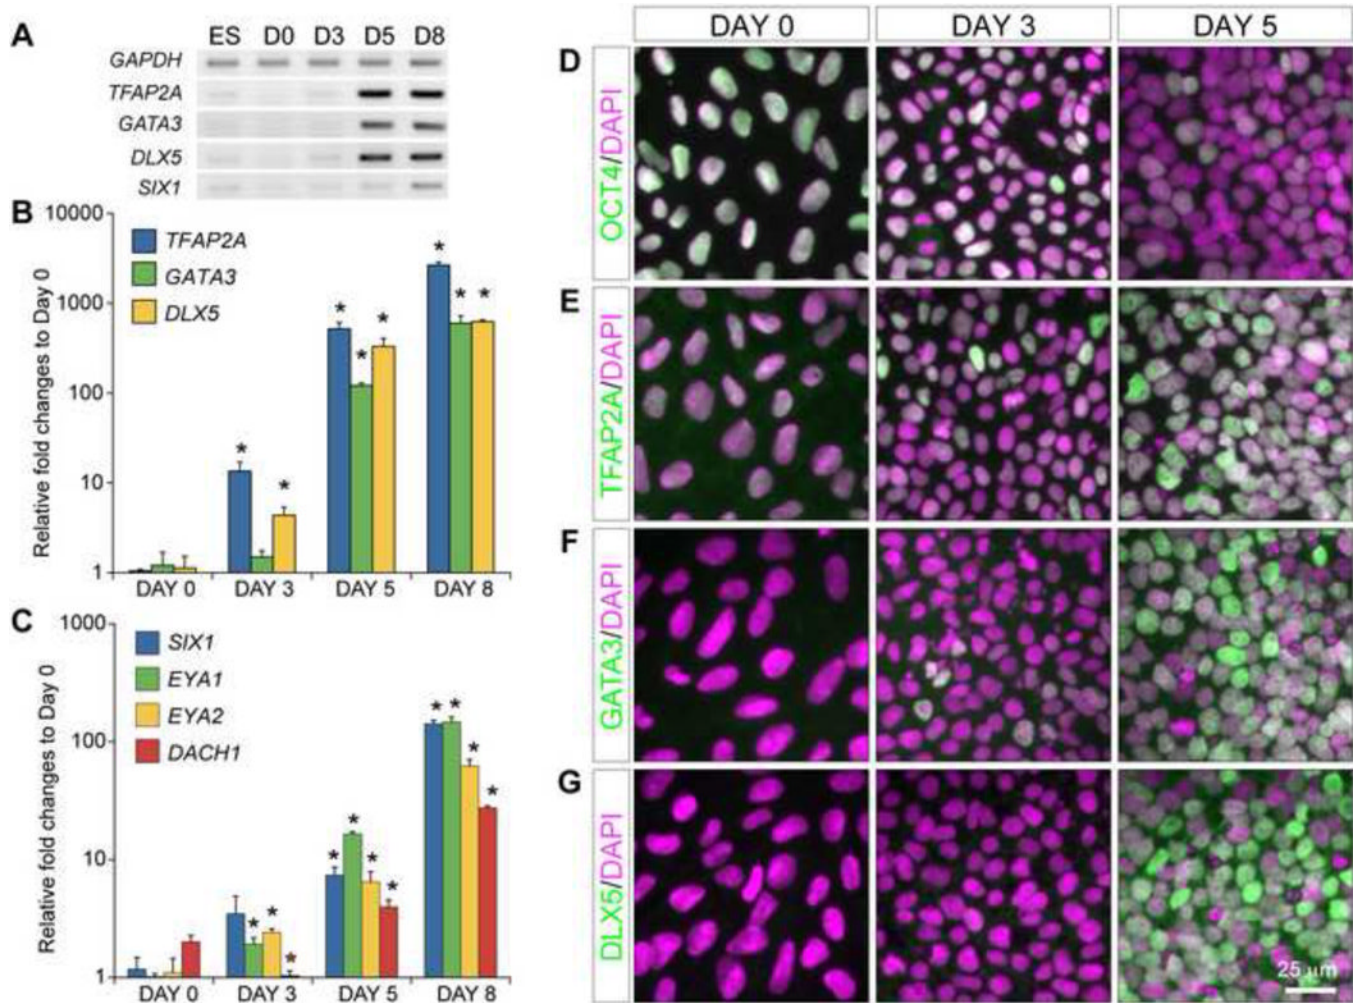 A
ES D0 D3 D5 D8
GAPDH
TFAP2A
GATA3
DLX5
SIX1
B
Relative fold changes to Day 0
10000
1000
100
10
1
TFAP2A
GATA3
DLX5
* *
* * *
* * *
DAY 0 DAY 3 DAY 5 DAY 8
C
Relative fold changes to Day 0
1000
100
10
1
SIX1
EYA1
EYA2
DACH1
* * *
* * * *
* * * *
DAY 0 DAY 3 DAY 5 DAY 8
DAY 0 DAY 3 DAY 5
D
OCT4/DAPI
E
TFAP2A/DAPI
F
GATA3/DAPI
G
DLX5/DAPI
25 µm